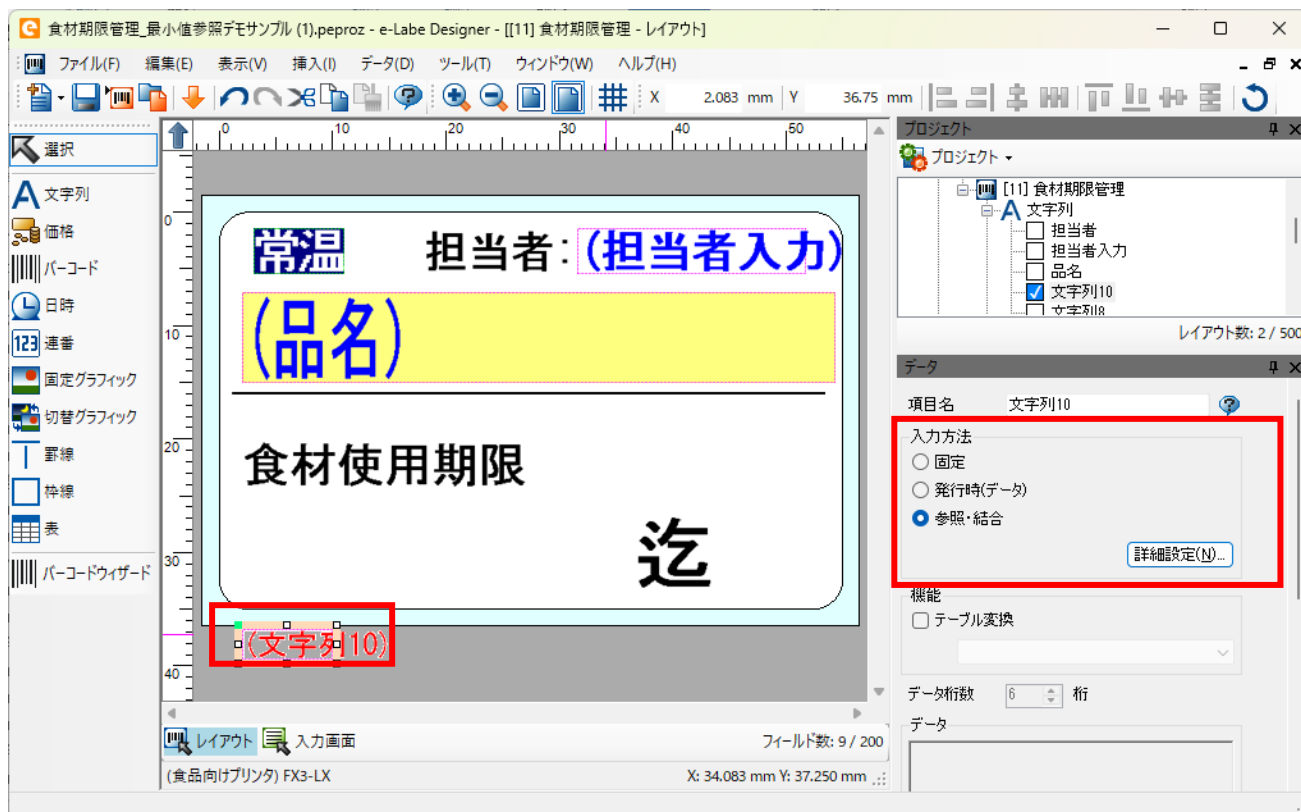 食材期限管理_最小値参照デモサンプル (1).peproz - e-Labe Designer - [[11] 食材期限管理 - レイアウト]
ファイル(F) 編集(E) 表示(V) 挿入(I) データ(D) ツール(T) ウィンドウ(W) ヘルプ(H)
X 2.083 mm Y 36.75 mm
選択
文字列
価格
バーコード
日時
123 連番
固定グラフィック
切替グラフィック
罫線
枠線
表
バーコードウィザード
0 10 20 30 40 50
0
10
20
30
40
常温 担当者: (担当者入力)
(品名)
食材使用期限
迄
(文字列10)
レイアウト 入力画面 フィールド数: 9 / 200
(食品向けプリンタ) FX3-LX X: 34.083 mm Y: 37.250 mm
プロジェクト
プロジェクト
[11] 食材期限管理
文字列
担当者
担当者入力
品名
文字列10
文字列8
レイアウト数: 2 / 500
データ
項目名 文字列10
入力方法
固定
発行時(データ)
参照・結合
詳細設定(N)...
機能
テーブル変換
データ桁数 6 桁
データ